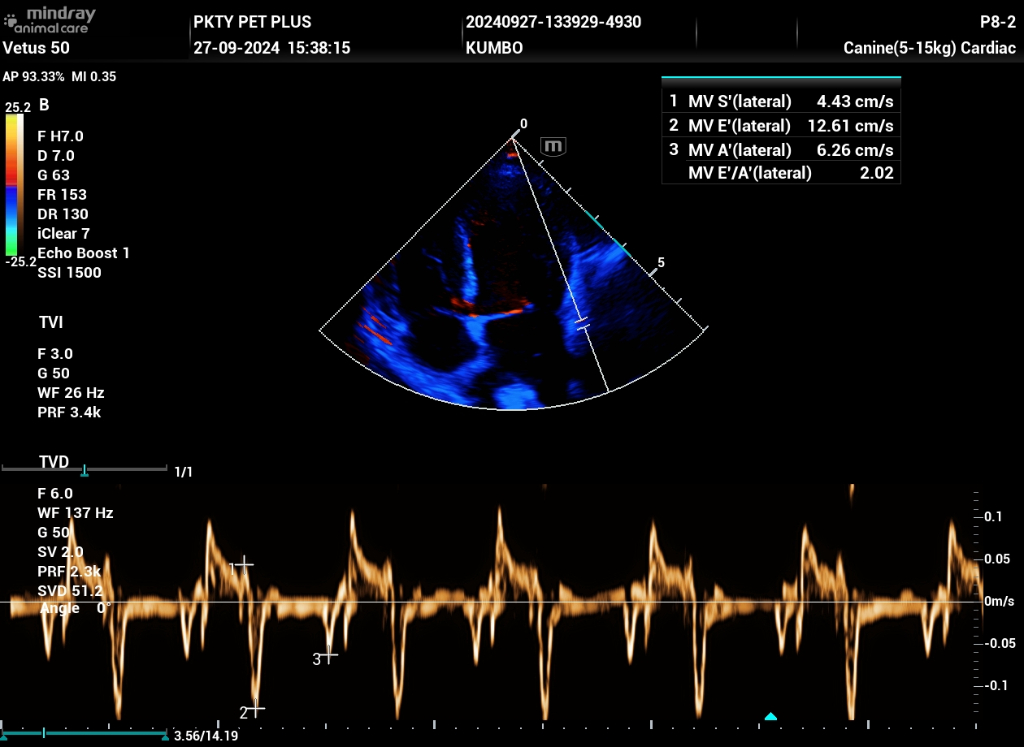 mindray
animal care
Vetus 50
PKTY PET PLUS
27-09-2024 15:38:15
20240927-133929-4930
KUMBO
P8-2
Canine(5-15kg) Cardiac
AP 93.33% MI 0.35
25.2
B
F H7.0
D 7.0
G 63
FR 153
DR 130
iClear 7
Echo Boost 1
-25.2
SSI 1500
TVI
F 3.0
G 50
WF 26 Hz
PRF 3.4k
TVD
1/1
F 6.0
WF 137 Hz
G 50
SV 2.0
PRF 2.3k
SVD 51.2
Angle 0°
1 MV S'(lateral) 4.43 cm/s
2 MV E'(lateral) 12.61 cm/s
3 MV A'(lateral) 6.26 cm/s
MV E'/A'(lateral) 2.02
0
m
5
1
2
3
0.1
0.05
0m/s
-0.05
-0.1
3.56/14.19